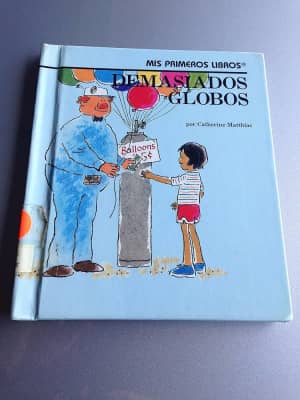 MIS PRIMEROS LIBROS®
DEMASIADOS
GLOBOS
por Catherine Matthias
Balloons
5¢